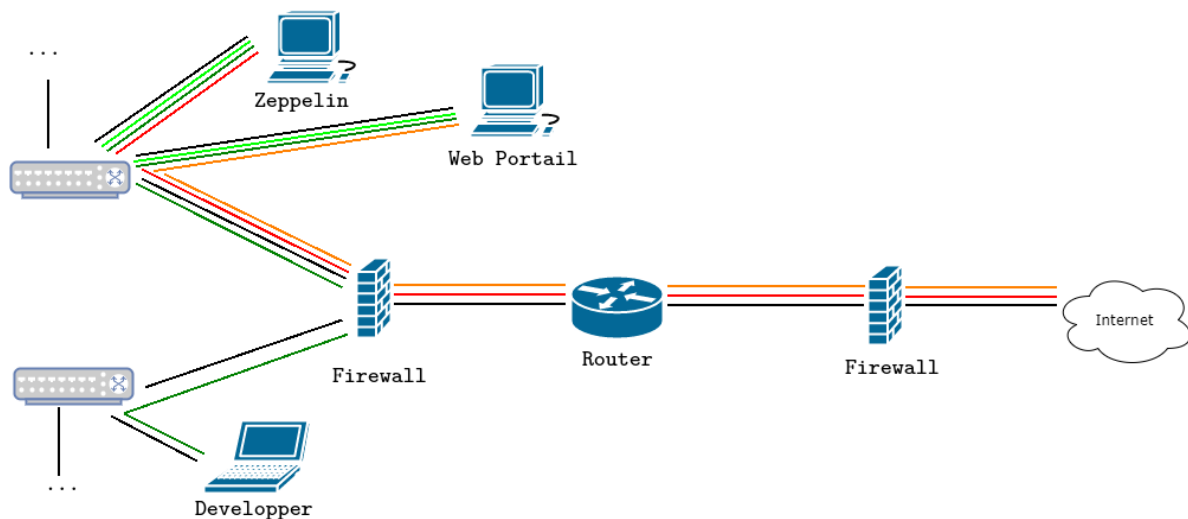 ...
Zeppelin
Web Portail
Firewall
Router
Firewall
Internet
...
Developper